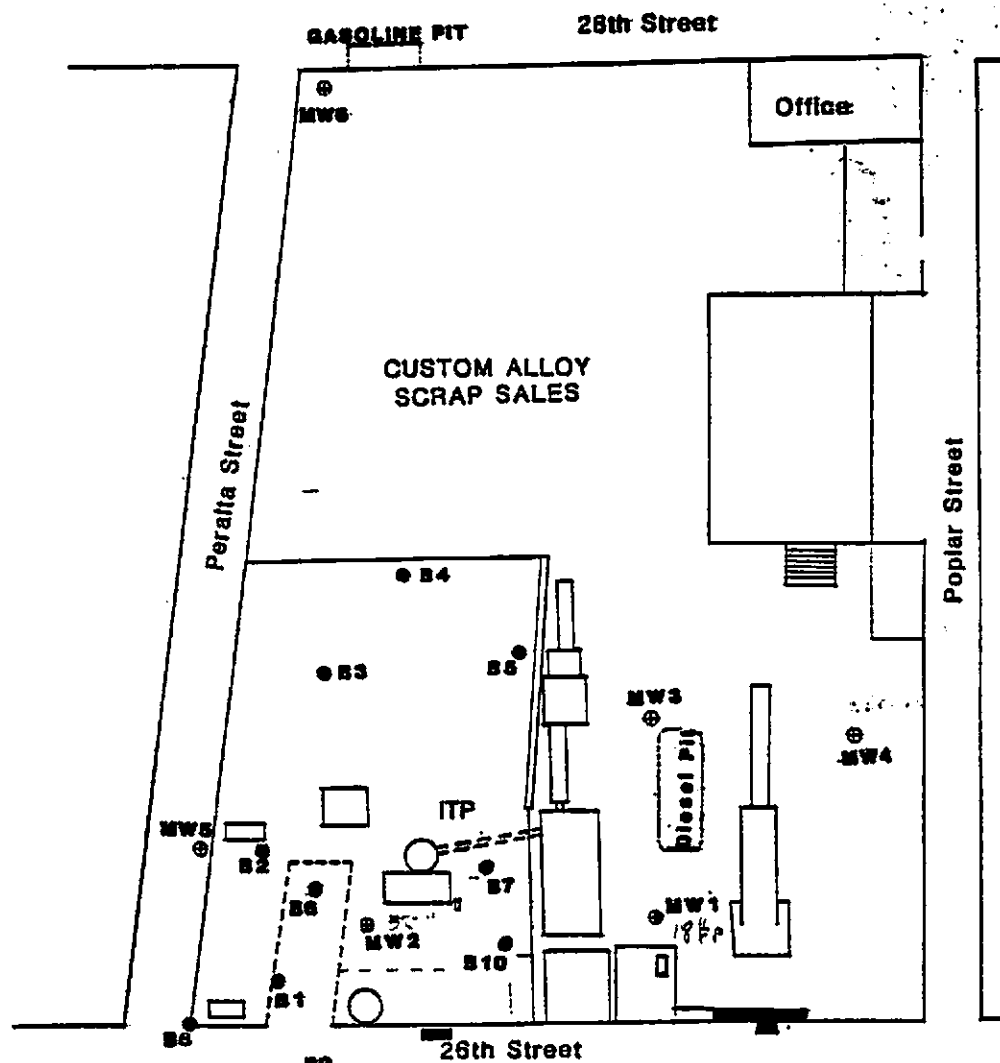 28th Street
GASOLINE PIT
MW6
Office
CUSTOM ALLOY
SCRAP SALES
Peralta Street
Poplar Street
B4
B5
B3
MW3
MW4
Diesel Pit
ITP
MW5
B2
B7
B6
MW1
MW2
B10
B1
26th Street